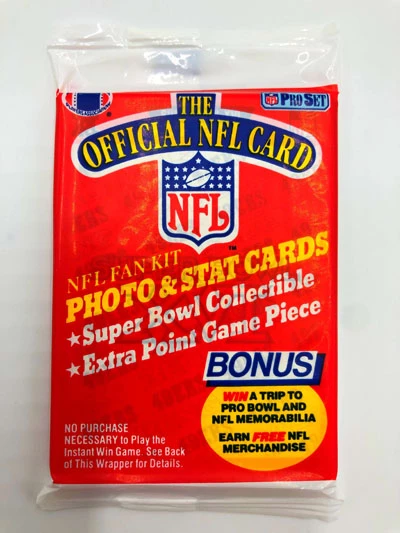 PRO SET
THE
OFFICIAL NFL CARD
NFL
TM
NFL FAN KIT
PHOTO & STAT CARDS
★Super Bowl Collectible
★Extra Point Game Piece
BONUS
WIN A TRIP TO
PRO BOWL AND
NFL MEMORABILIA
EARN FREE NFL
MERCHANDISE
NO PURCHASE
NECESSARY to Play the
Instant Win Game. See Back
of This Wrapper for Details.